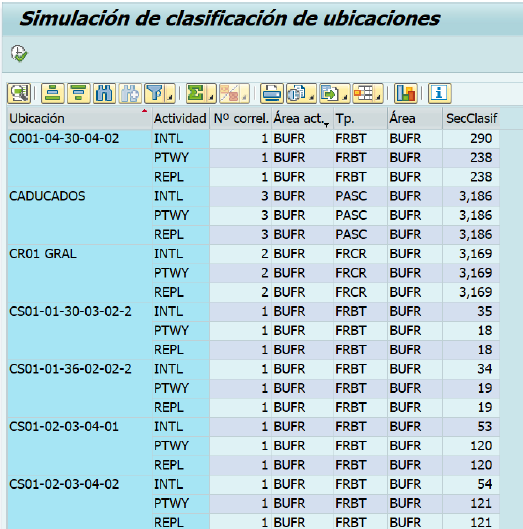 Simulación de clasificación de ubicaciones
Ubicación Actividad Nº correl. Área act. Tp. Área SecClasif
C001-04-30-04-02 INTL 1 BUFR FRBT BUFR 290
PTWY 1 BUFR FRBT BUFR 238
REPL 1 BUFR FRBT BUFR 238
CADUCADOS INTL 3 BUFR PASC BUFR 3,186
PTWY 3 BUFR PASC BUFR 3,186
REPL 3 BUFR PASC BUFR 3,186
CR01 GRAL INTL 2 BUFR FRCR BUFR 3,169
PTWY 2 BUFR FRCR BUFR 3,169
REPL 2 BUFR FRCR BUFR 3,169
CS01-01-30-03-02-2 INTL 1 BUFR FRBT BUFR 35
PTWY 1 BUFR FRBT BUFR 18
REPL 1 BUFR FRBT BUFR 18
CS01-01-36-02-02-2 INTL 1 BUFR FRBT BUFR 34
PTWY 1 BUFR FRBT BUFR 19
REPL 1 BUFR FRBT BUFR 19
CS01-02-03-04-01 INTL 1 BUFR FRBT BUFR 53
PTWY 1 BUFR FRBT BUFR 120
REPL 1 BUFR FRBT BUFR 120
CS01-02-03-04-02 INTL 1 BUFR FRBT BUFR 54
PTWY 1 BUFR FRBT BUFR 121
REPL 1 BUFR FRBT BUFR 121